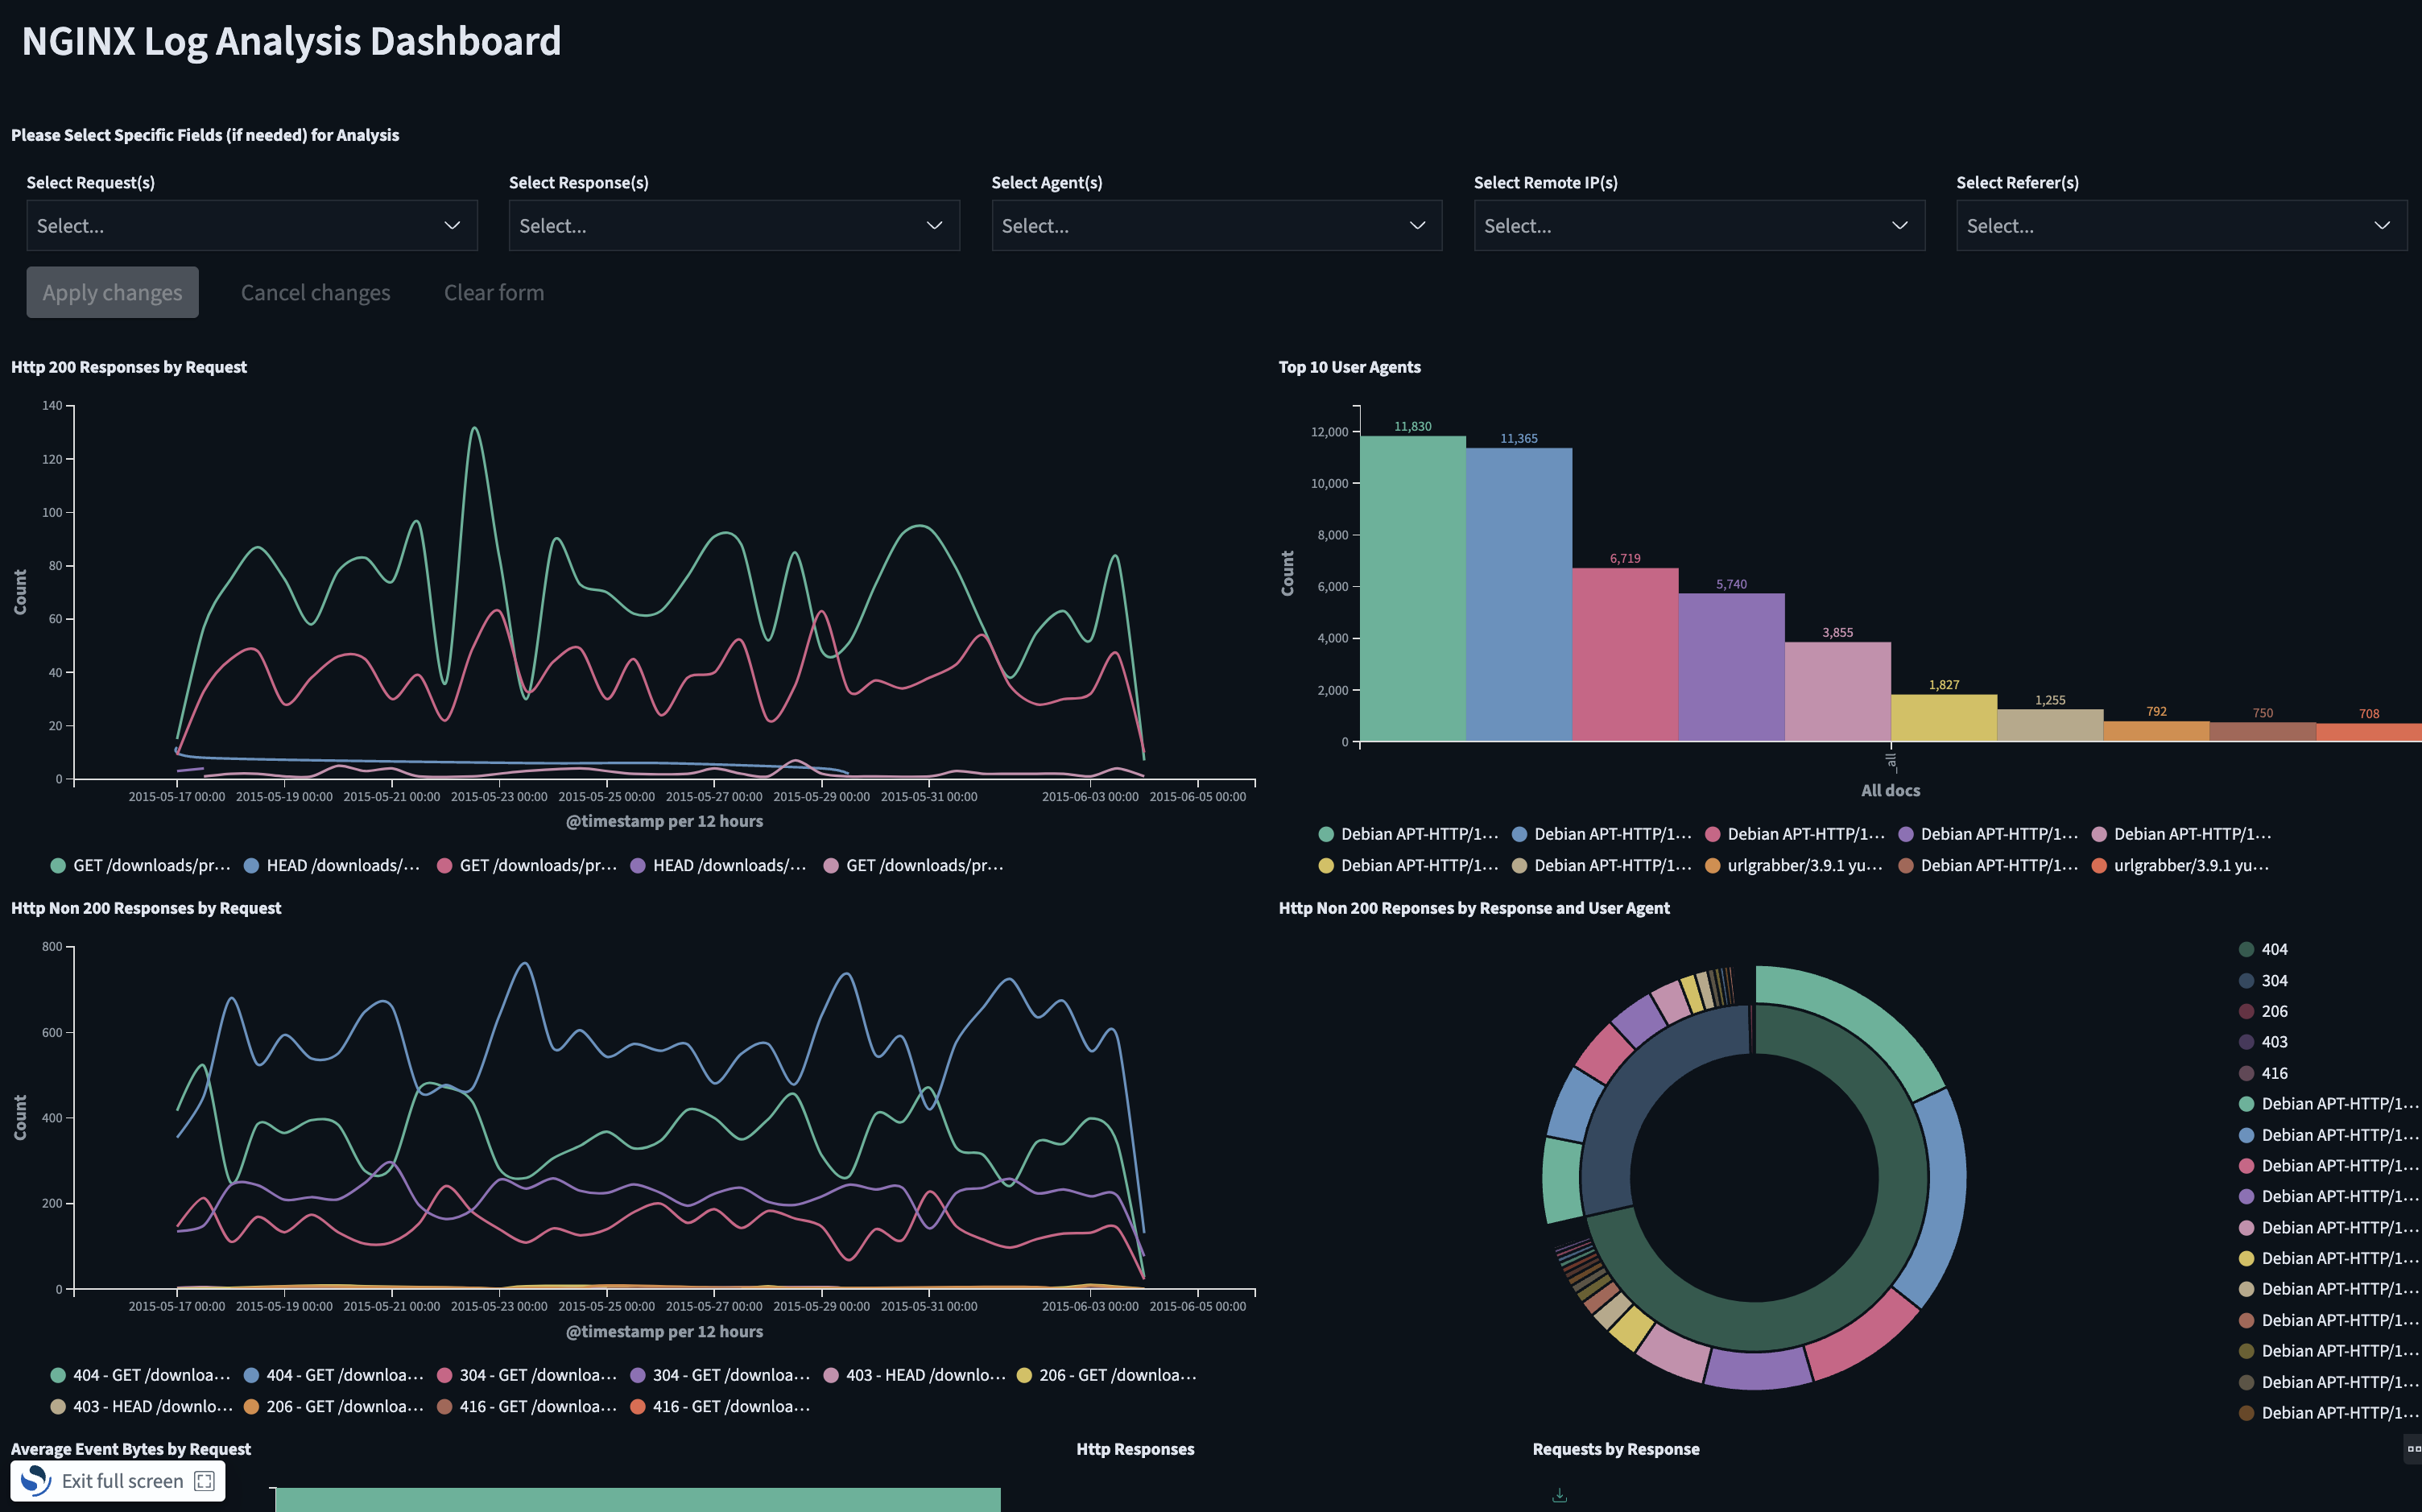 NGINX Log Analysis Dashboard
Please Select Specific Fields (if needed) for Analysis
Select Request(s) Select Response(s) Select Agent(s) Select Remote IP(s) Select Referer(s)
Select... Select... Select... Select... Select...
Apply changes Cancel changes Clear form
Http 200 Responses by Request
140
120
100
80
60
40
20
0
Count
2015-05-17 00:00 2015-05-19 00:00 2015-05-21 00:00 2015-05-23 00:00 2015-05-25 00:00 2015-05-27 00:00 2015-05-29 00:00 2015-05-31 00:00 2015-06-03 00:00 2015-06-05 00:00
@timestamp per 12 hours
GET /downloads/pr... HEAD /downloads/... GET /downloads/pr... HEAD /downloads/... GET /downloads/pr...
Top 10 User Agents
12,000
10,000
8,000
6,000
4,000
2,000
0
Count
11,830
11,365
6,719
5,740
3,855
1,827
1,255
792
750
708
_all
All docs
Debian APT-HTTP/1... Debian APT-HTTP/1... Debian APT-HTTP/1... Debian APT-HTTP/1... Debian APT-HTTP/1...
Debian APT-HTTP/1... Debian APT-HTTP/1... urlgrabber/3.9.1 yu... Debian APT-HTTP/1... urlgrabber/3.9.1 yu...
Http Non 200 Responses by Request
800
600
400
200
0
Count
2015-05-17 00:00 2015-05-19 00:00 2015-05-21 00:00 2015-05-23 00:00 2015-05-25 00:00 2015-05-27 00:00 2015-05-29 00:00 2015-05-31 00:00 2015-06-03 00:00 2015-06-05 00:00
@timestamp per 12 hours
404 - GET /downloa... 404 - GET /downloa... 304 - GET /downloa... 304 - GET /downloa... 403 - HEAD /downlo... 206 - GET /downloa...
403 - HEAD /downlo... 206 - GET /downloa... 416 - GET /downloa... 416 - GET /downloa...
Http Non 200 Reponses by Response and User Agent
404
304
206
403
416
Debian APT-HTTP/1...
Debian APT-HTTP/1...
Debian APT-HTTP/1...
Debian APT-HTTP/1...
Debian APT-HTTP/1...
Debian APT-HTTP/1...
Debian APT-HTTP/1...
Debian APT-HTTP/1...
Debian APT-HTTP/1...
Debian APT-HTTP/1...
Debian APT-HTTP/1...
Average Event Bytes by Request
Http Responses
Requests by Response
Exit full screen